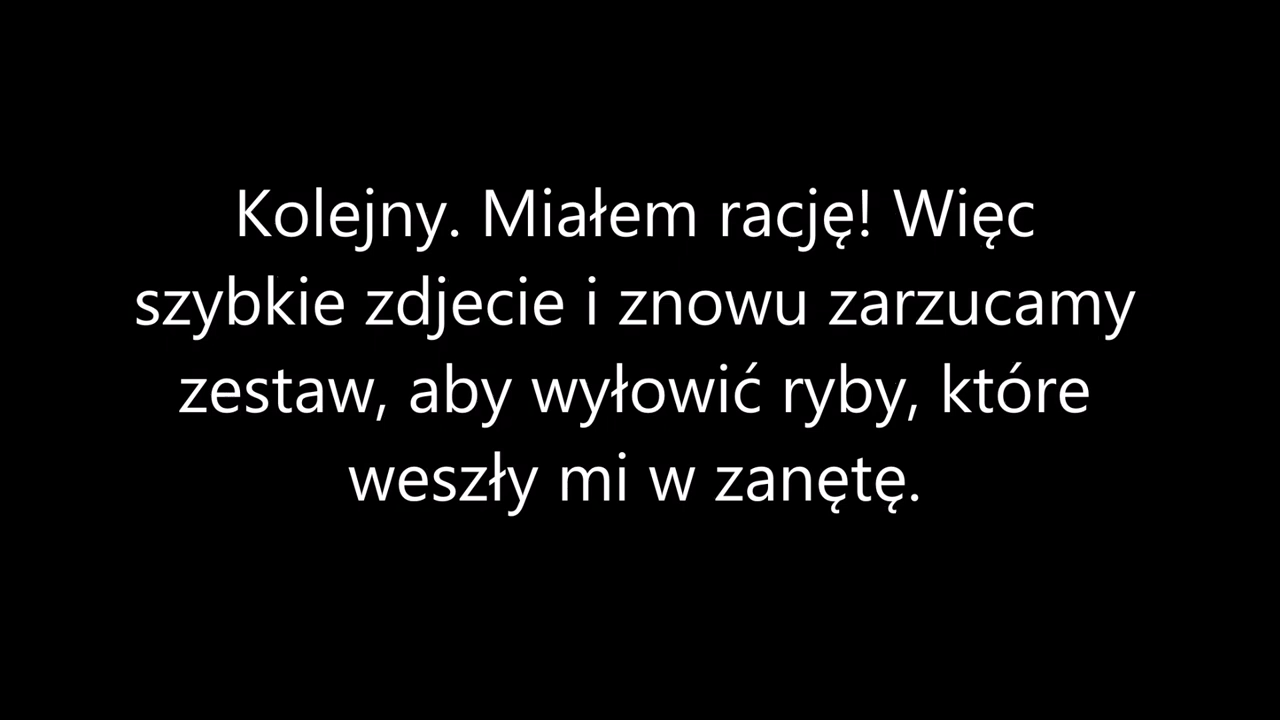 Kolejny. Miałem rację! Więc
szybkie zdjecie i znowu zarzucamy
zestaw, aby wyłowić ryby, które
weszły mi w zanętę.